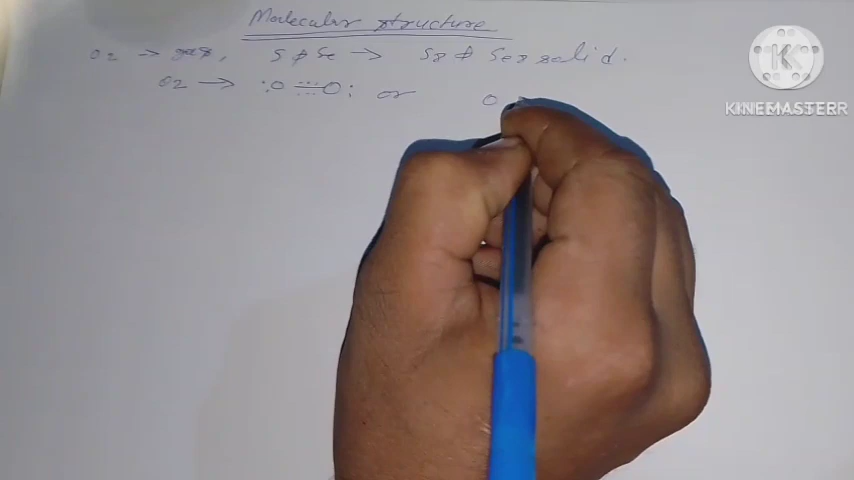 Molecular structure
O2 → gas, S & Se → S8 & Se8 solid.
O2 → :O ═ O: or O
KINEMASTER